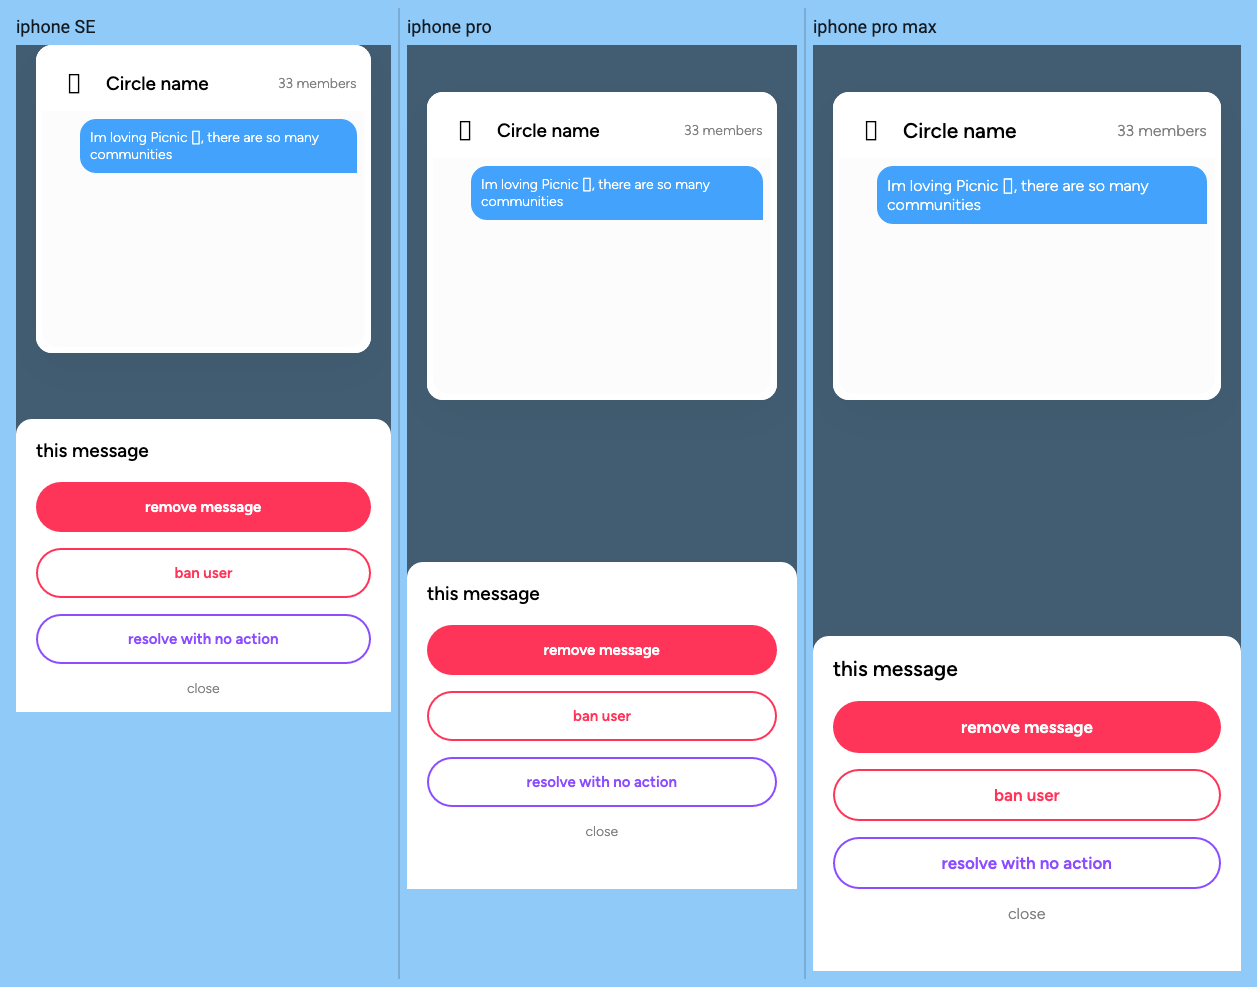 iphone SE
Circle name
33 members
Im loving Picnic ▯, there are so many
communities
this message
remove message
ban user
resolve with no action
close
iphone pro
Circle name
33 members
Im loving Picnic ▯, there are so many
communities
this message
remove message
ban user
resolve with no action
close
iphone pro max
Circle name
33 members
Im loving Picnic ▯, there are so many
communities
this message
remove message
ban user
resolve with no action
close